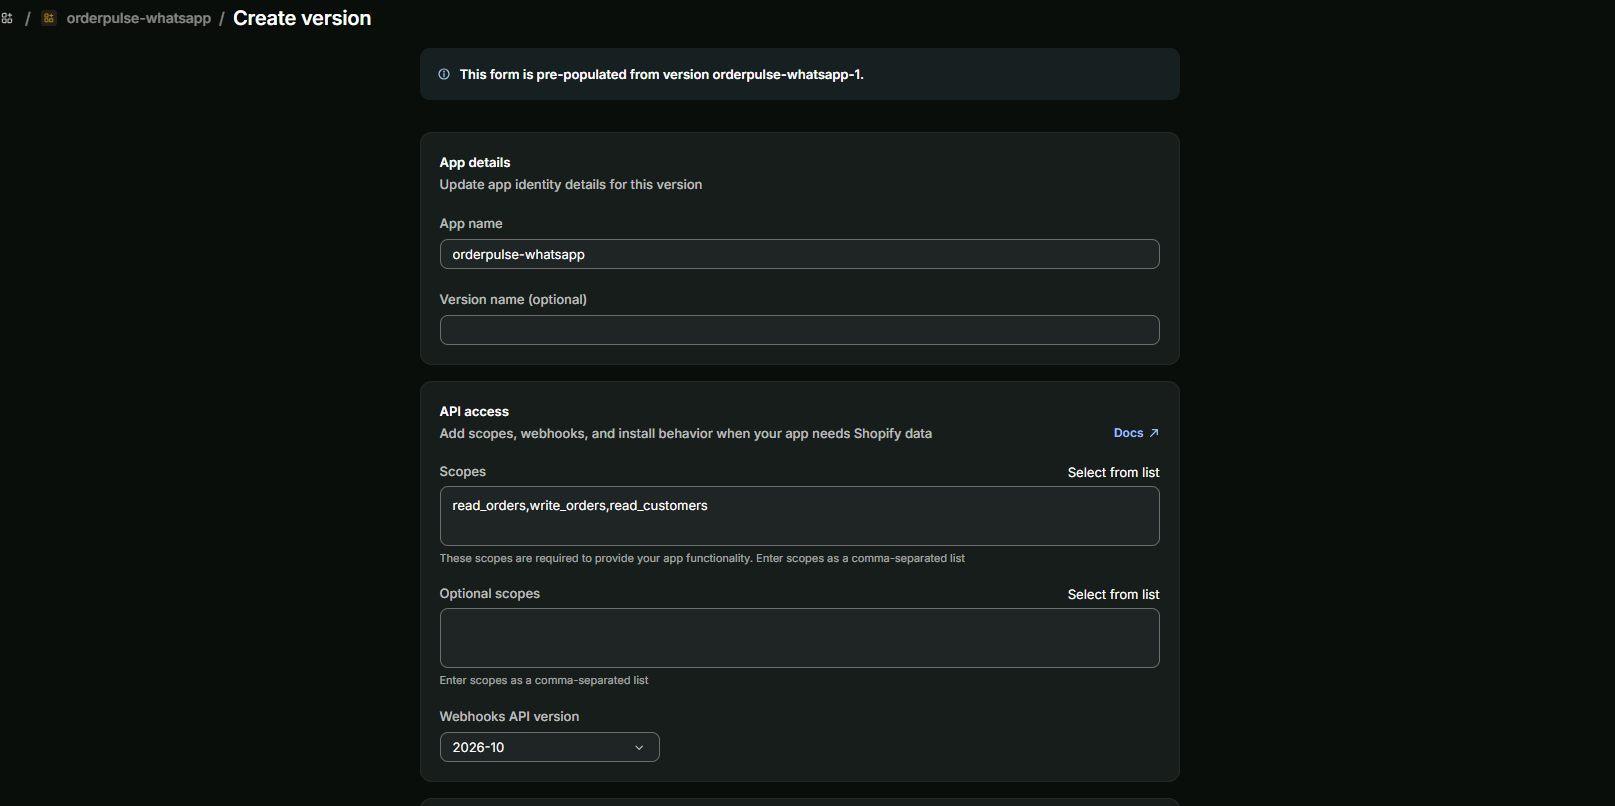 / orderpulse-whatsapp / Create version
This form is pre-populated from version orderpulse-whatsapp-1.
App details
Update app identity details for this version
App name
orderpulse-whatsapp
Version name (optional)
API access
Add scopes, webhooks, and install behavior when your app needs Shopify data
Docs
Scopes
Select from list
read_orders,write_orders,read_customers
These scopes are required to provide your app functionality. Enter scopes as a comma-separated list
Optional scopes
Select from list
Enter scopes as a comma-separated list
Webhooks API version
2026-10